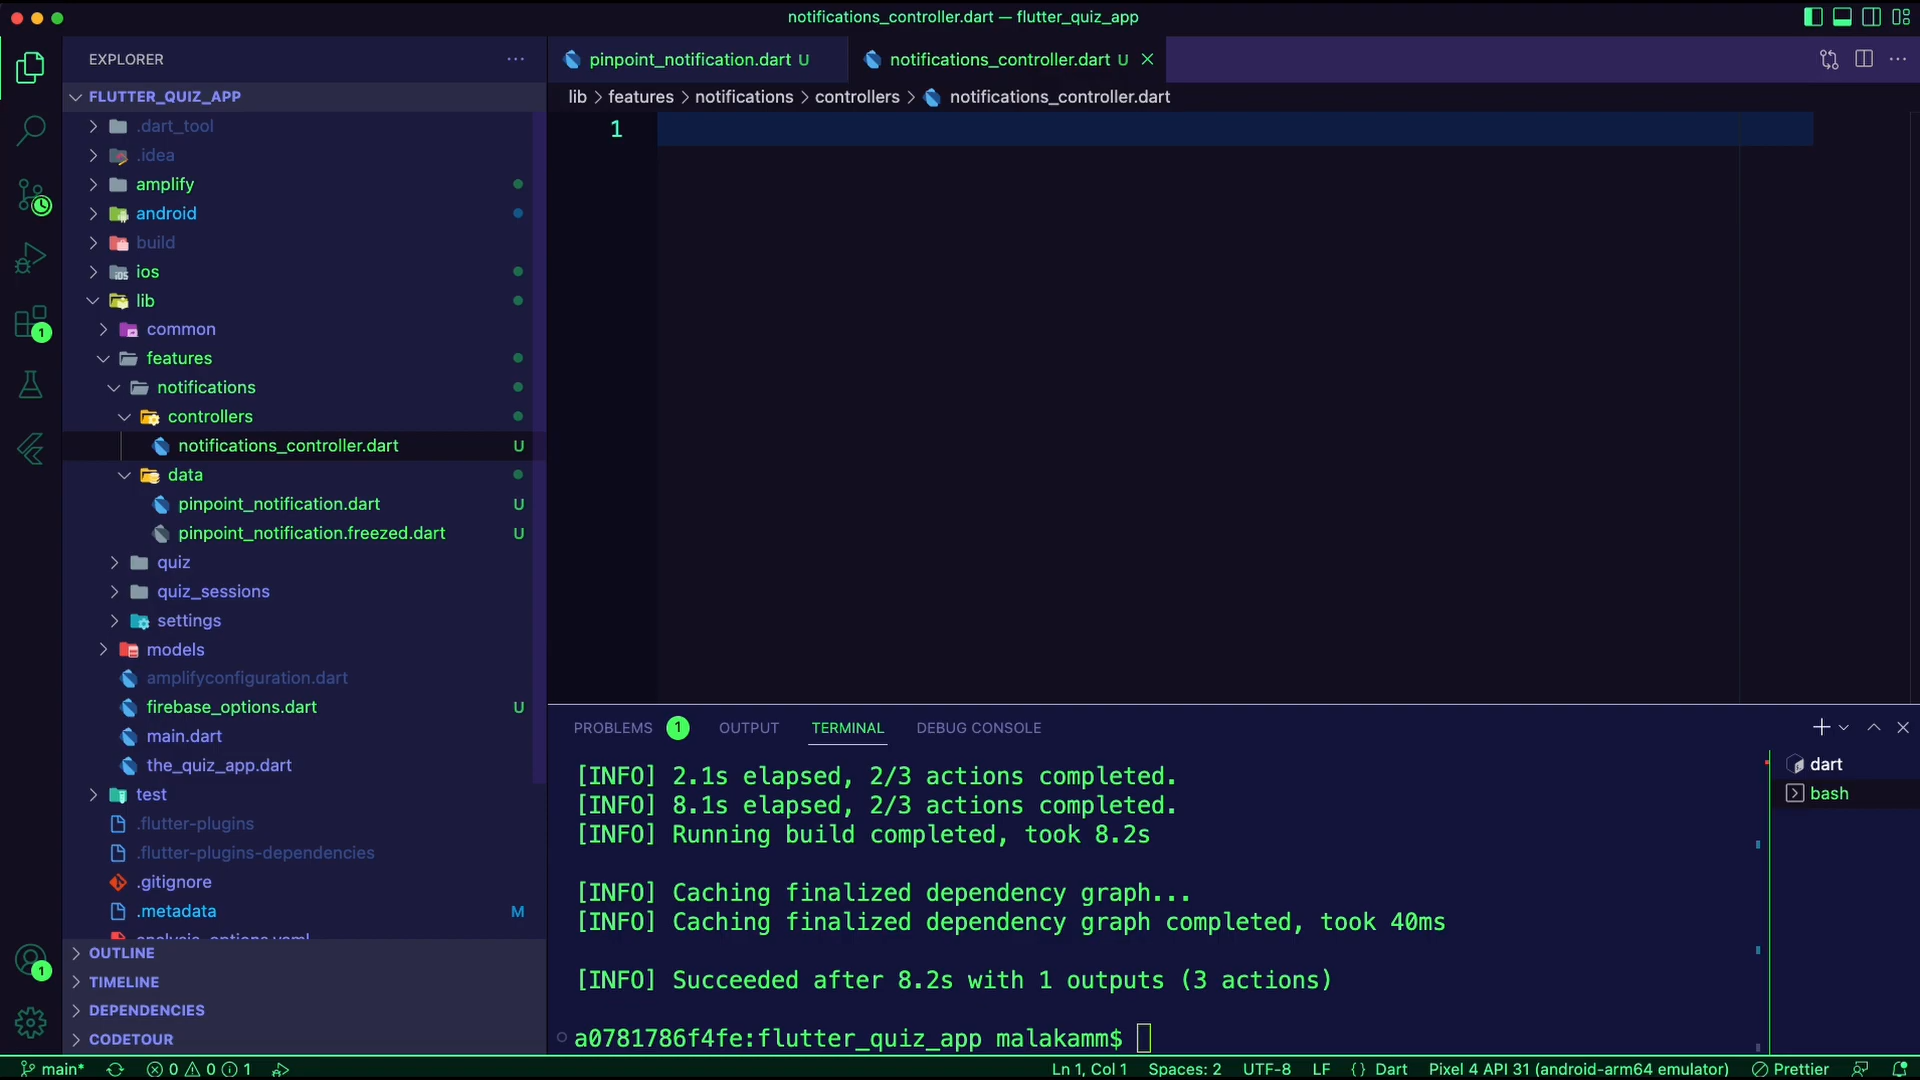 notifications_controller.dart — flutter_quiz_app
EXPLORER
FLUTTER_QUIZ_APP
.dart_tool
.idea
amplify
android
build
ios
lib
common
features
notifications
controllers
notifications_controller.dart U
data
pinpoint_notification.dart U
pinpoint_notification.freezed.dart U
quiz
quiz_sessions
settings
models
amplifyconfiguration.dart
firebase_options.dart U
main.dart
the_quiz_app.dart
test
.flutter-plugins
.flutter-plugins-dependencies
.gitignore
.metadata M
analysis_options.yaml
OUTLINE
TIMELINE
DEPENDENCIES
CODETOUR
1
1
pinpoint_notification.dart U
notifications_controller.dart U
lib > features > notifications > controllers > notifications_controller.dart
1
PROBLEMS 1 OUTPUT TERMINAL DEBUG CONSOLE
[INFO] 2.1s elapsed, 2/3 actions completed.
[INFO] 8.1s elapsed, 2/3 actions completed.
[INFO] Running build completed, took 8.2s
[INFO] Caching finalized dependency graph...
[INFO] Caching finalized dependency graph completed, took 40ms
[INFO] Succeeded after 8.2s with 1 outputs (3 actions)
a0781786f4fe:flutter_quiz_app malakamm$
dart
bash
main* 0 0 1 Ln 1, Col 1 Spaces: 2 UTF-8 LF {} Dart Pixel 4 API 31 (android-arm64 emulator) Prettier